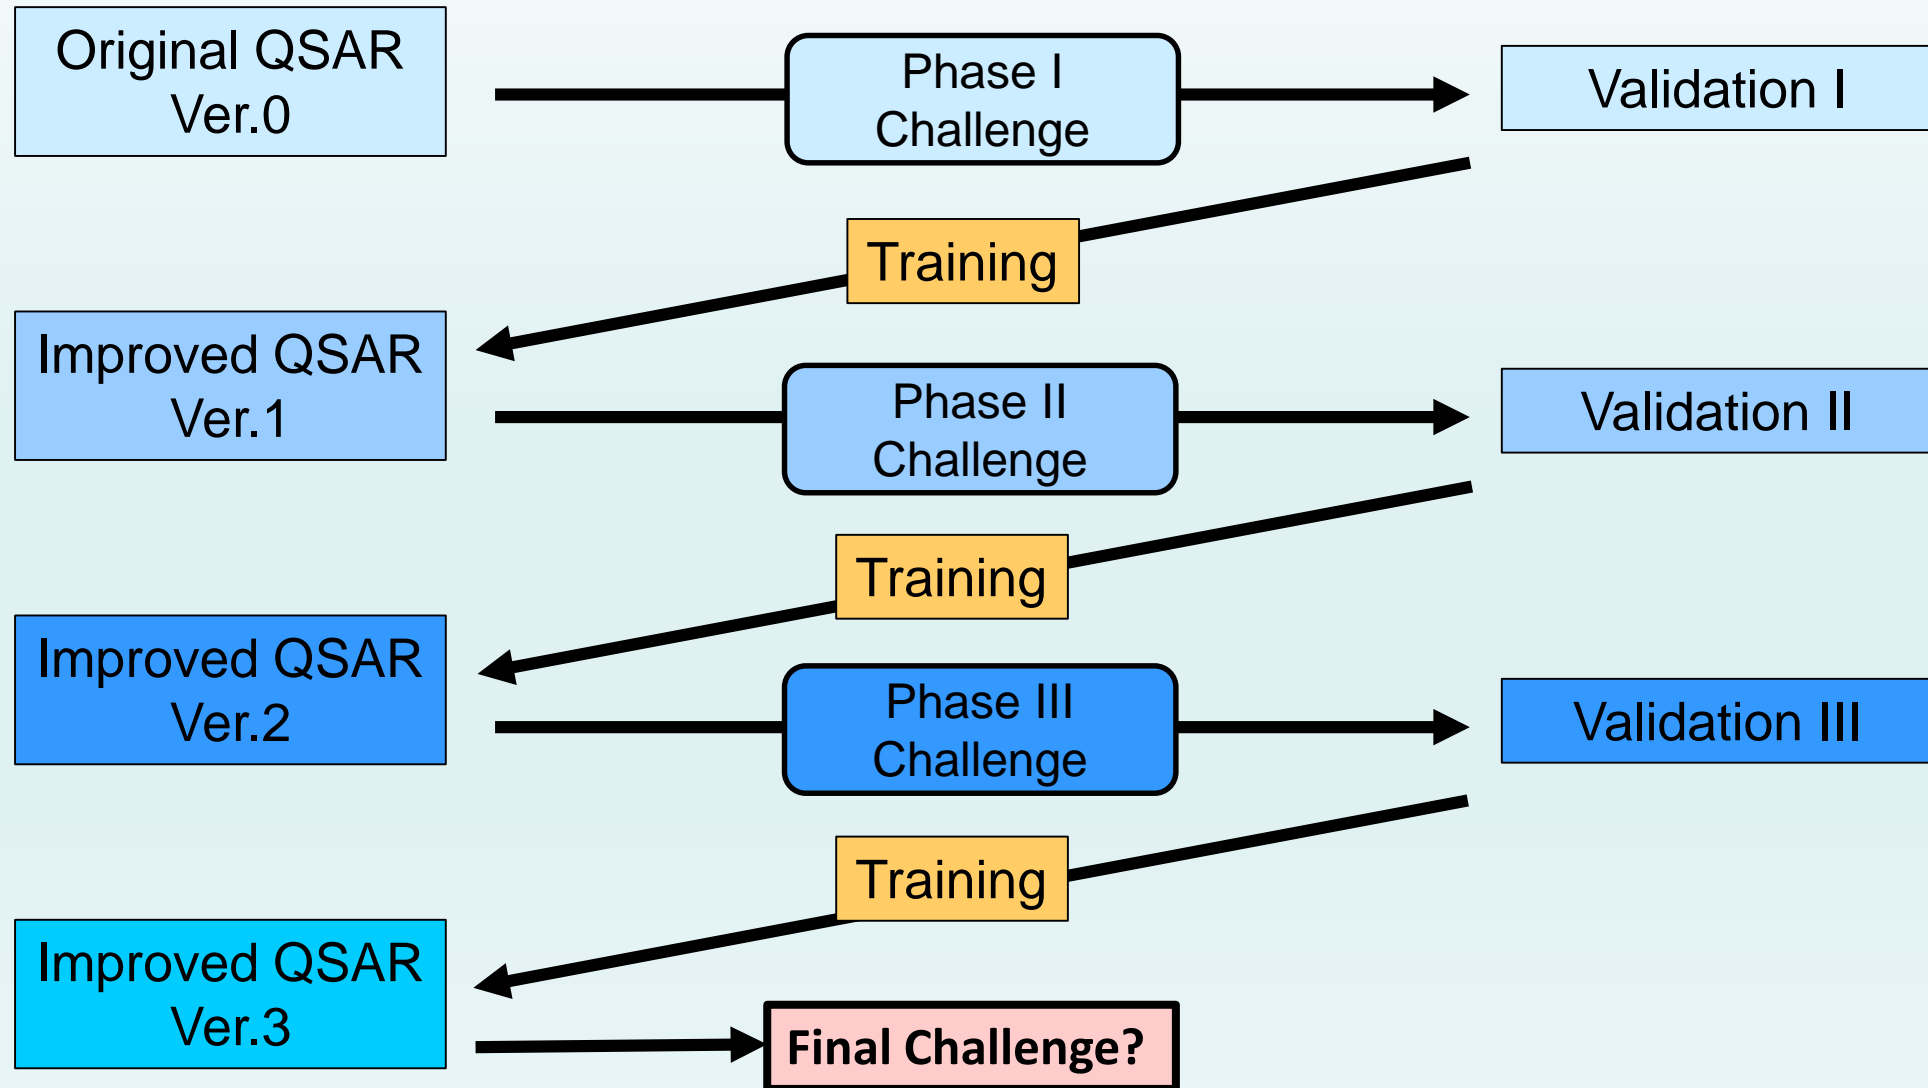 Original QSAR
Ver.0
Phase I
Challenge
Validation I
Training
Improved QSAR
Ver.1
Phase II
Challenge
Validation II
Training
Improved QSAR
Ver.2
Phase III
Challenge
Validation III
Training
Improved QSAR
Ver.3
Final Challenge?